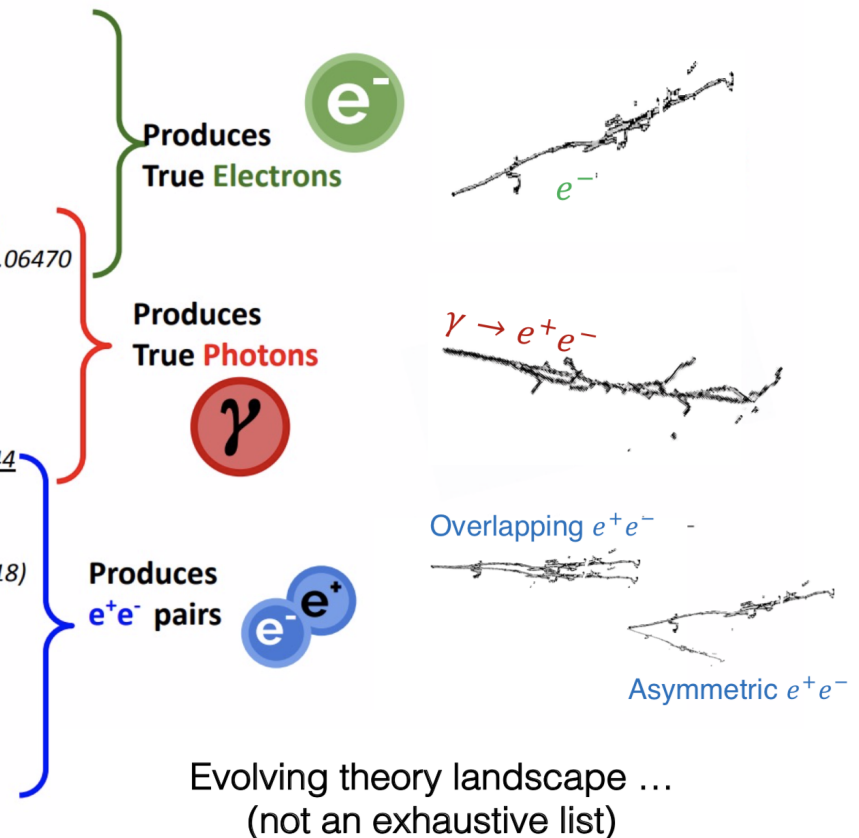 e⁻
Produces
True Electrons
e⁻
.06470
Produces
True Photons
γ → e⁺e⁻
γ
4
Overlapping e⁺e⁻
18)
Produces
e⁺e⁻ pairs
e⁻ e⁺
Asymmetric e⁺e⁻
Evolving theory landscape ...
(not an exhaustive list)